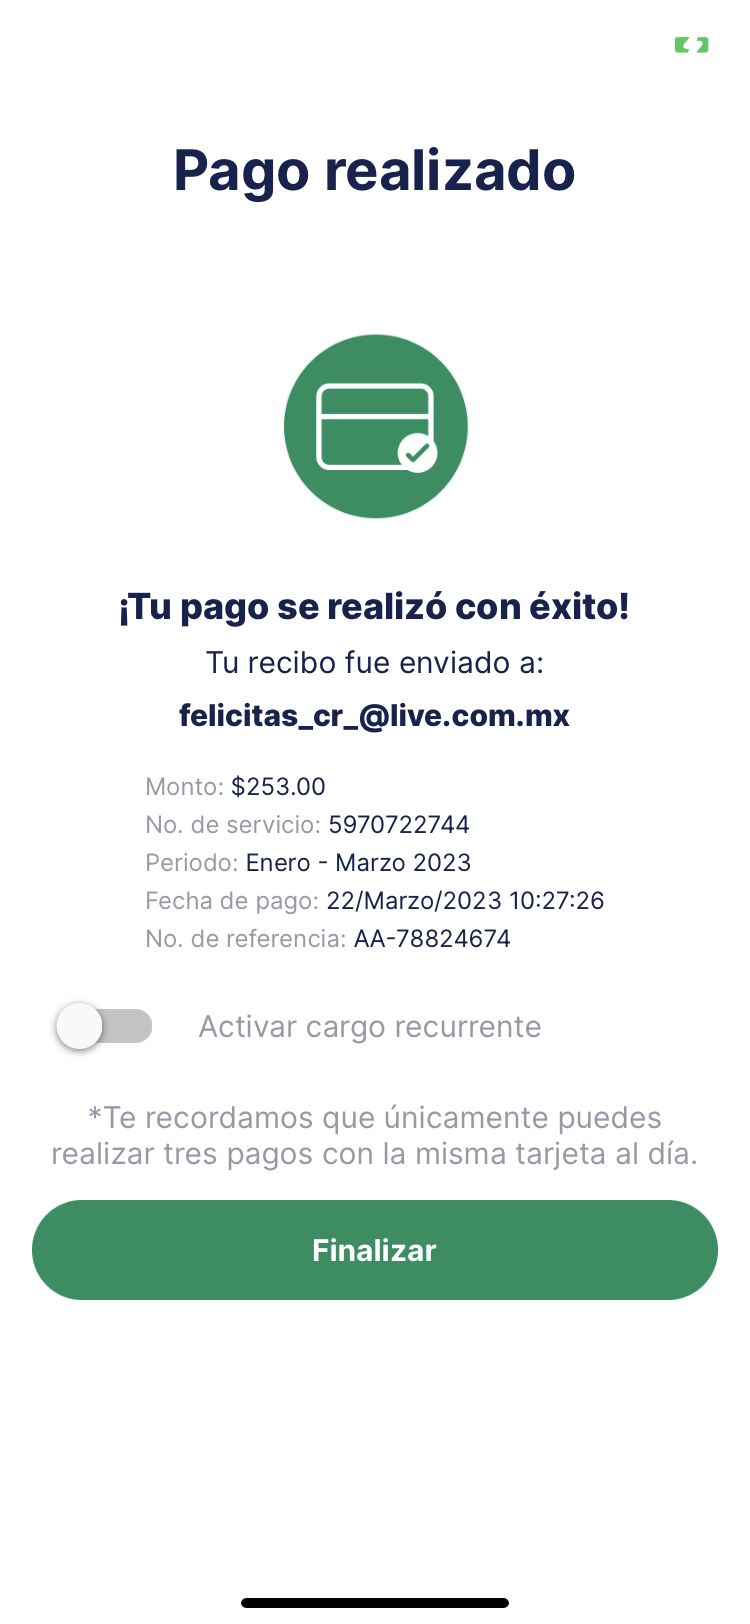 Pago realizado
¡Tu pago se realizó con éxito!
Tu recibo fue enviado a:
felicitas_cr_@live.com.mx
Monto: $253.00
No. de servicio: 5970722744
Periodo: Enero - Marzo 2023
Fecha de pago: 22/Marzo/2023 10:27:26
No. de referencia: AA-78824674
Activar cargo recurrente
*Te recordamos que únicamente puedes
realizar tres pagos con la misma tarjeta al día.
Finalizar